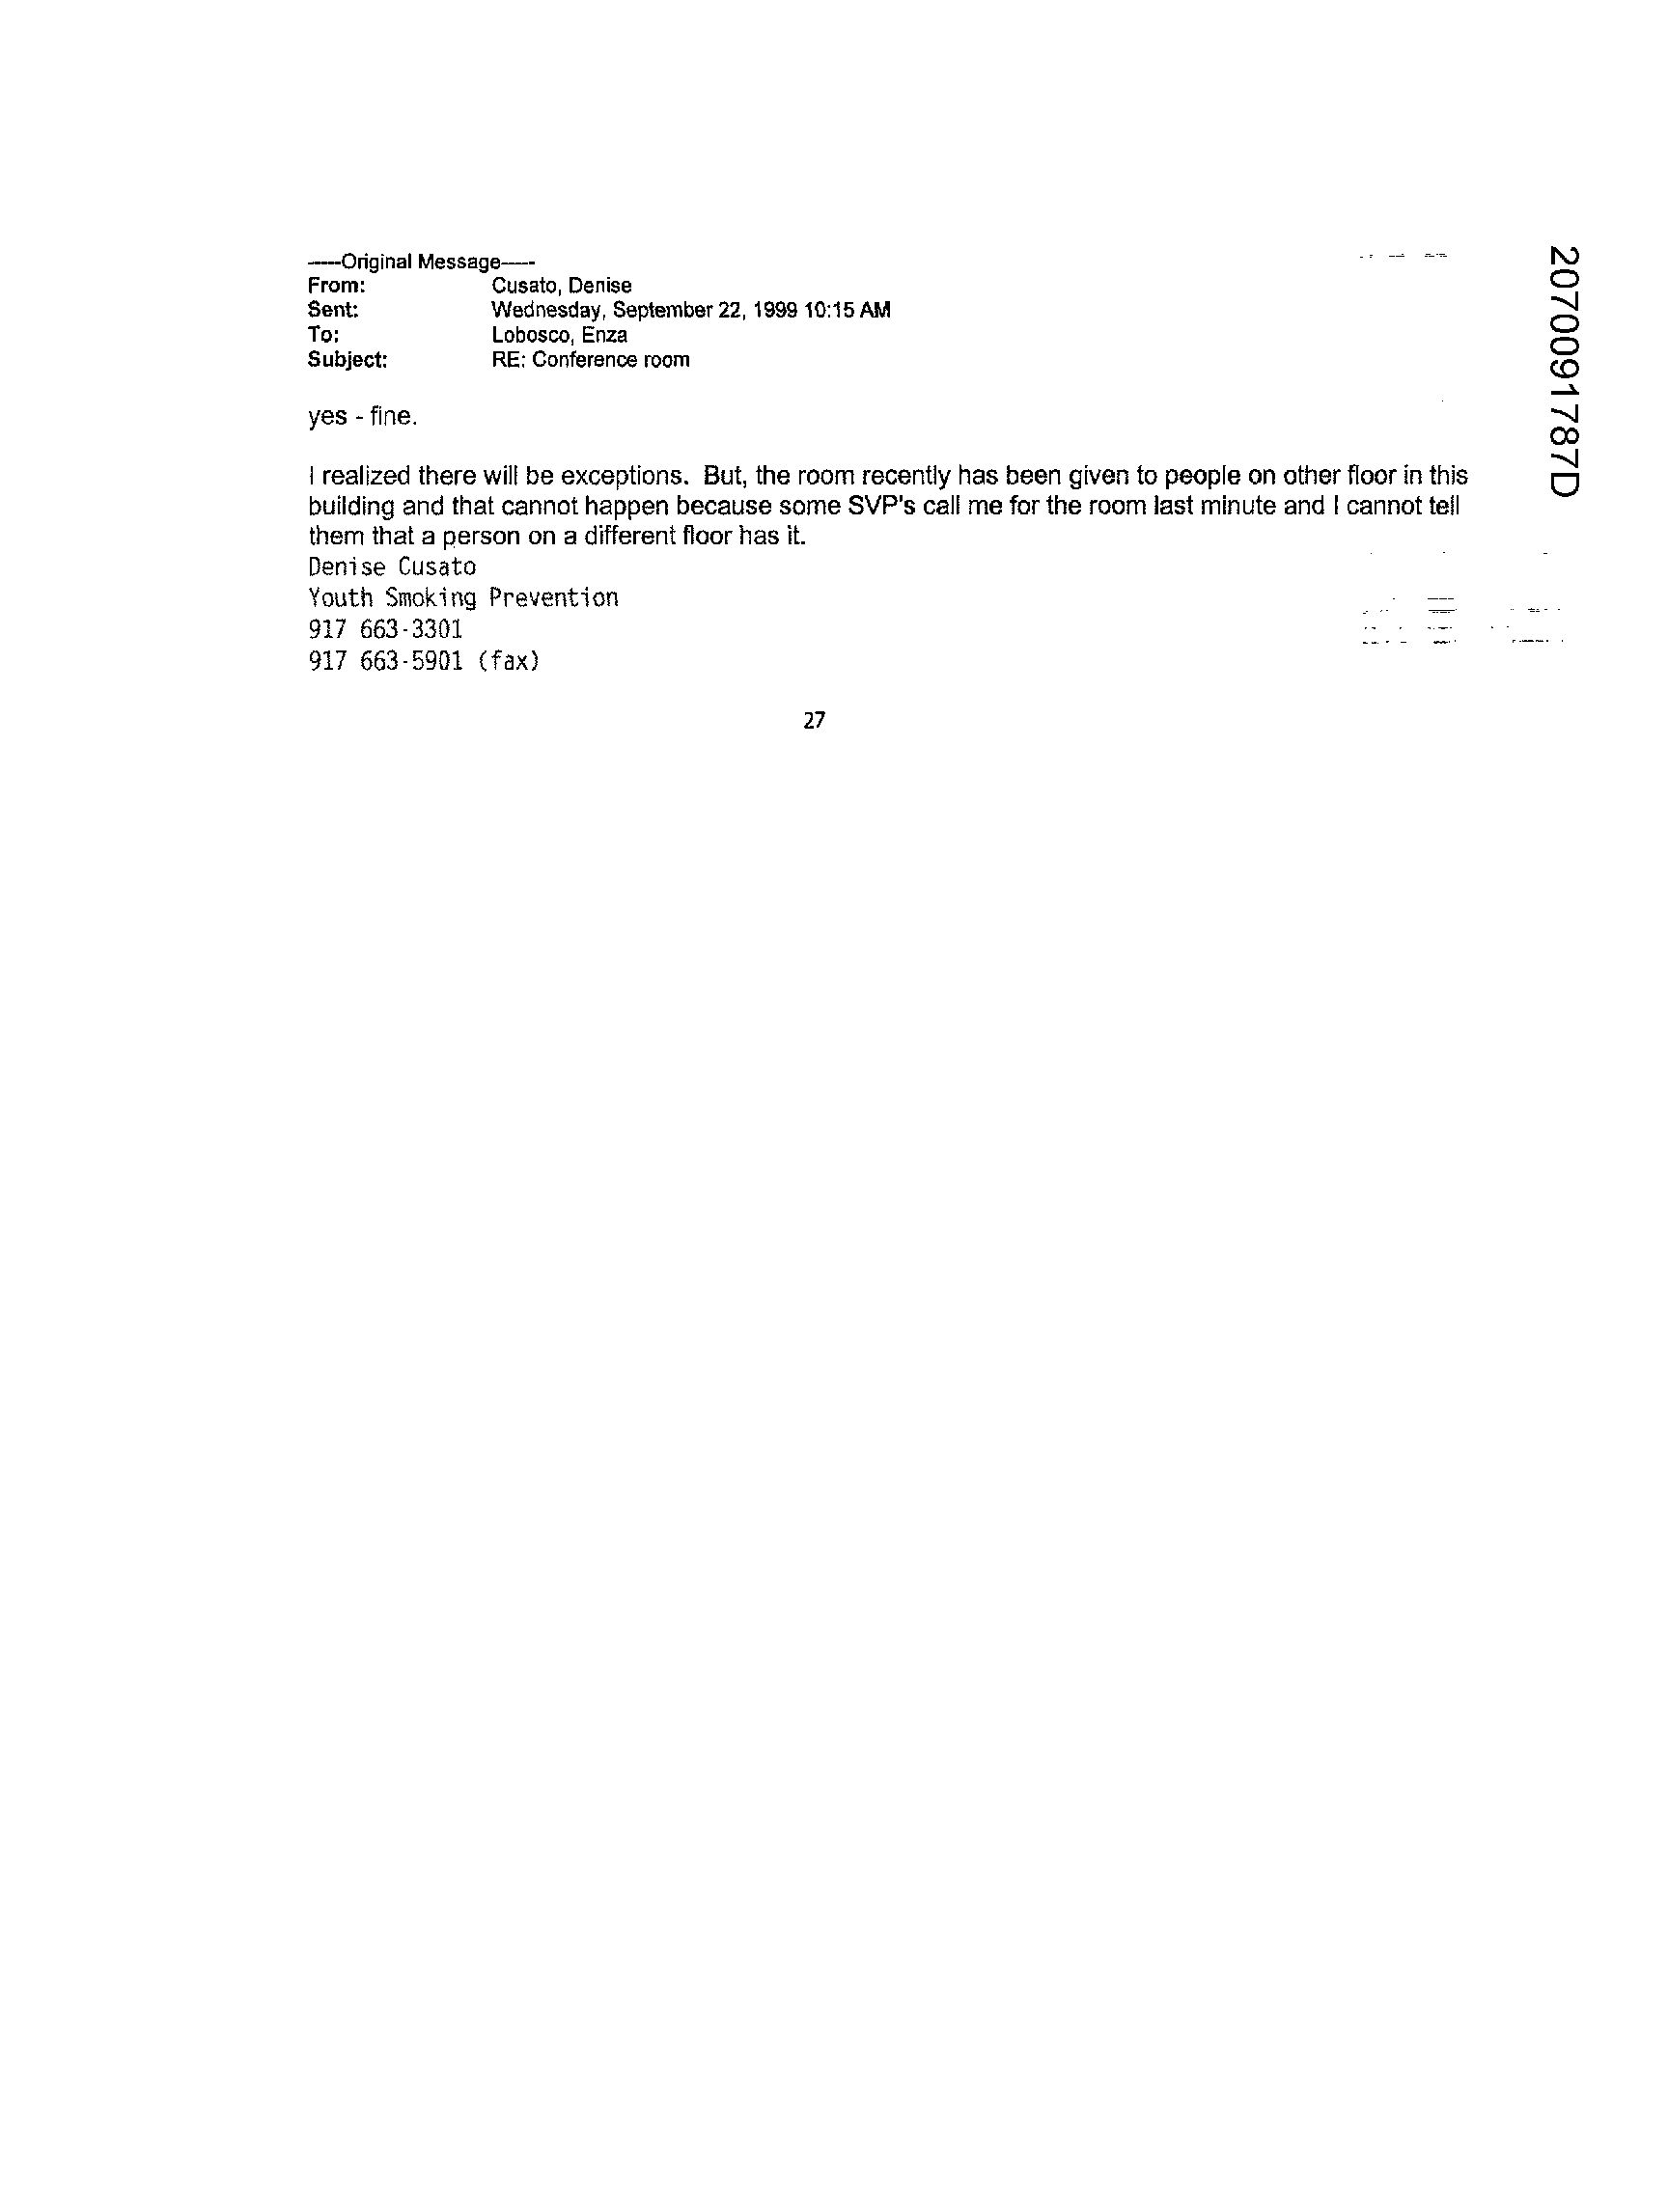 -----Original Message-----
From: Cusato, Denise
Sent: Wednesday, September 22, 1999 10:15 AM
To: Lobosco, Enza
Subject: RE: Conference room
yes - fine.
I realized there will be exceptions.  But, the room recently has been given to people on other floor in this
building and that cannot happen because some SVP's call me for the room last minute and I cannot tell
them that a person on a different floor has it.
Denise Cusato
Youth Smoking Prevention
917 663-3301
917 663-5901 (fax)
27
2070091787D